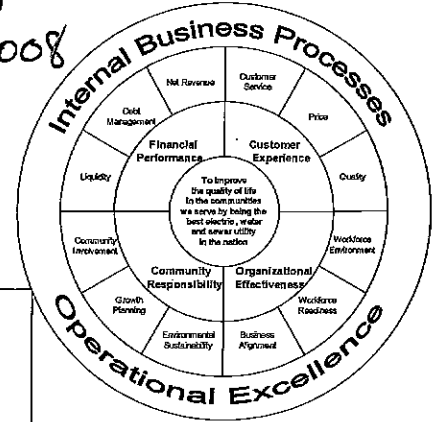 008
Internal Business Processes
Net Revenue
Customer
Service
Debt
Management
Price
Financial
Performance
Customer
Experience
Liquidity
Quality
To improve
the quality of life
in the communities
we serve by being the
best electric, water
and sewer utility
in the nation
Community
Involvement
Workforce
Environment
Community
Responsibility
Organizational
Effectiveness
Growth
Planning
Workforce
Readiness
Environmental
Sustainability
Business
Alignment
Operational Excellence